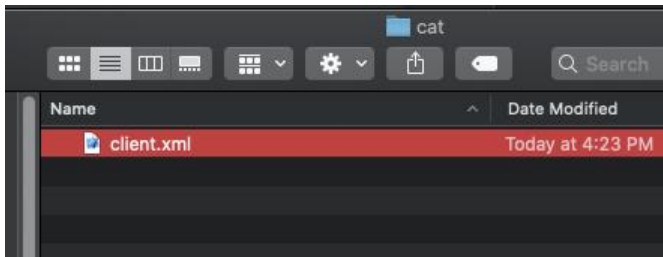 cat
Search
Name Date Modified
client.xml Today at 4:23 PM